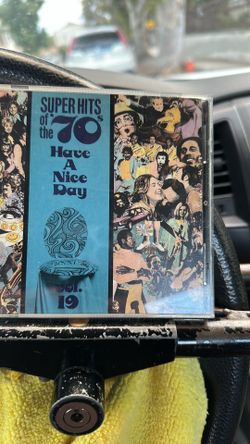 SUPER HITS
of the '70s
Have
A
Nice
Day
vol.
19